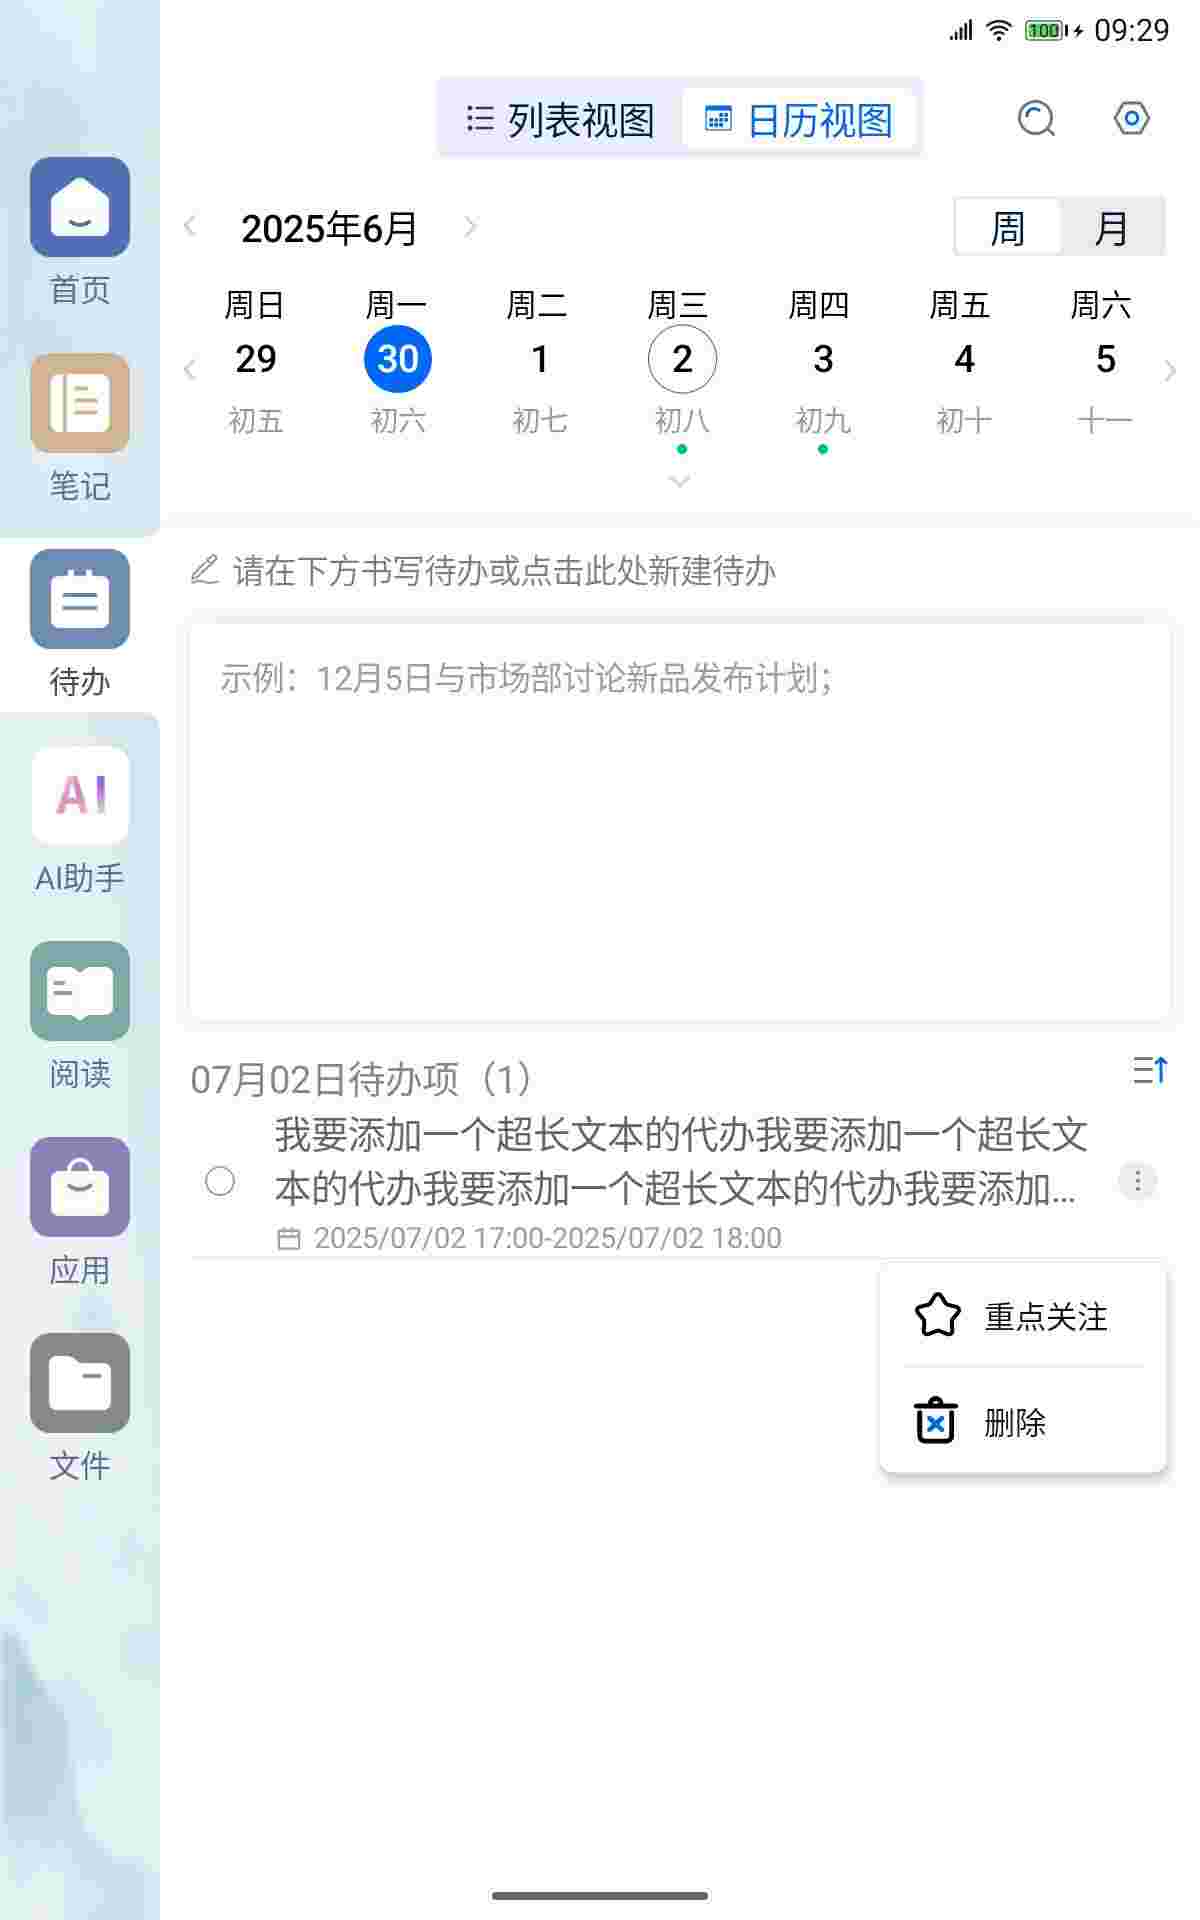 100 09:29
列表视图 日历视图
2025年6月 周 月
周日 周一 周二 周三 周四 周五 周六
29 30 1 2 3 4 5
初五 初六 初七 初八 初九 初十 十一
首页
笔记
待办
AI
AI助手
阅读
应用
文件
请在下方书写待办或点击此处新建待办
示例：12月5日与市场部讨论新品发布计划；
07月02日待办项（1）
我要添加一个超长文本的代办我要添加一个超长文
本的代办我要添加一个超长文本的代办我要添加...
2025/07/02 17:00-2025/07/02 18:00
重点关注
删除